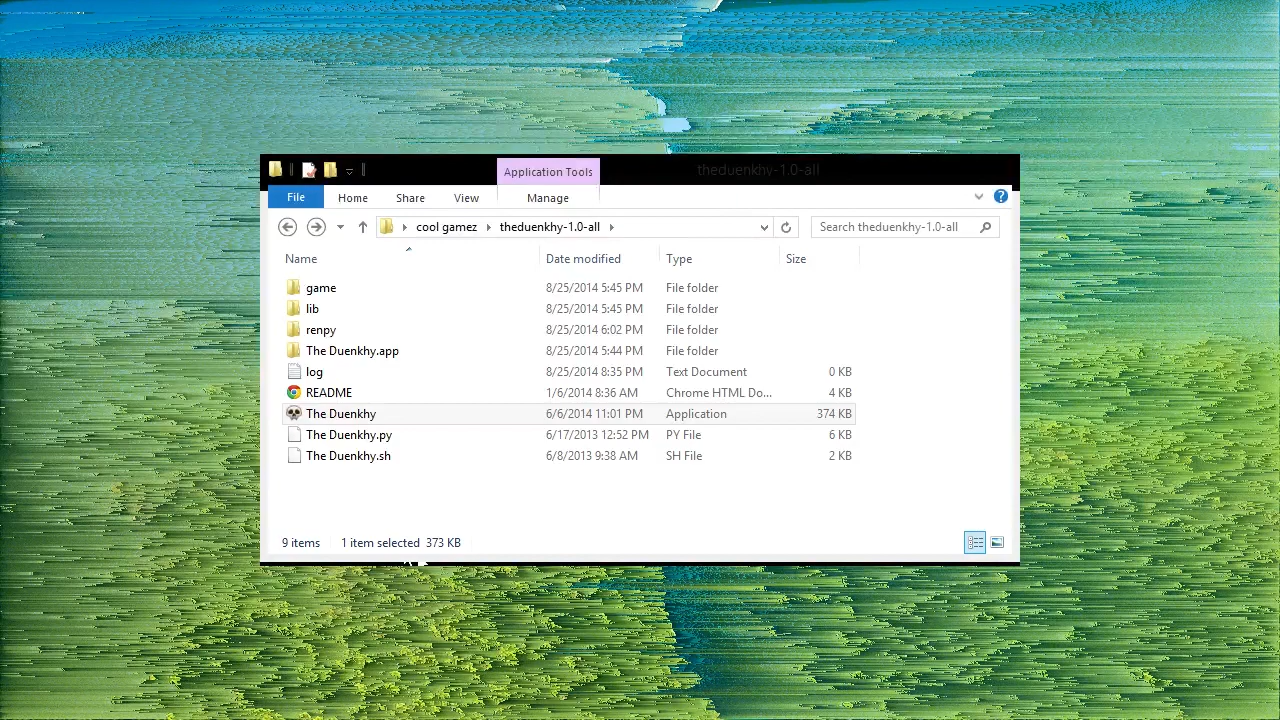 Application Tools theduenkhy-1.0-all
File Home Share View Manage
cool gamez theduenkhy-1.0-all Search theduenkhy-1.0-all
Name Date modified Type Size
game 8/25/2014 5:45 PM File folder
lib 8/25/2014 5:45 PM File folder
renpy 8/25/2014 6:02 PM File folder
The Duenkhy.app 8/25/2014 5:44 PM File folder
log 8/25/2014 8:35 PM Text Document 0 KB
README 1/6/2014 8:36 AM Chrome HTML Do... 4 KB
The Duenkhy 6/6/2014 11:01 PM Application 374 KB
The Duenkhy.py 6/17/2013 12:52 PM PY File 6 KB
The Duenkhy.sh 6/8/2013 9:38 AM SH File 2 KB
9 items 1 item selected 373 KB